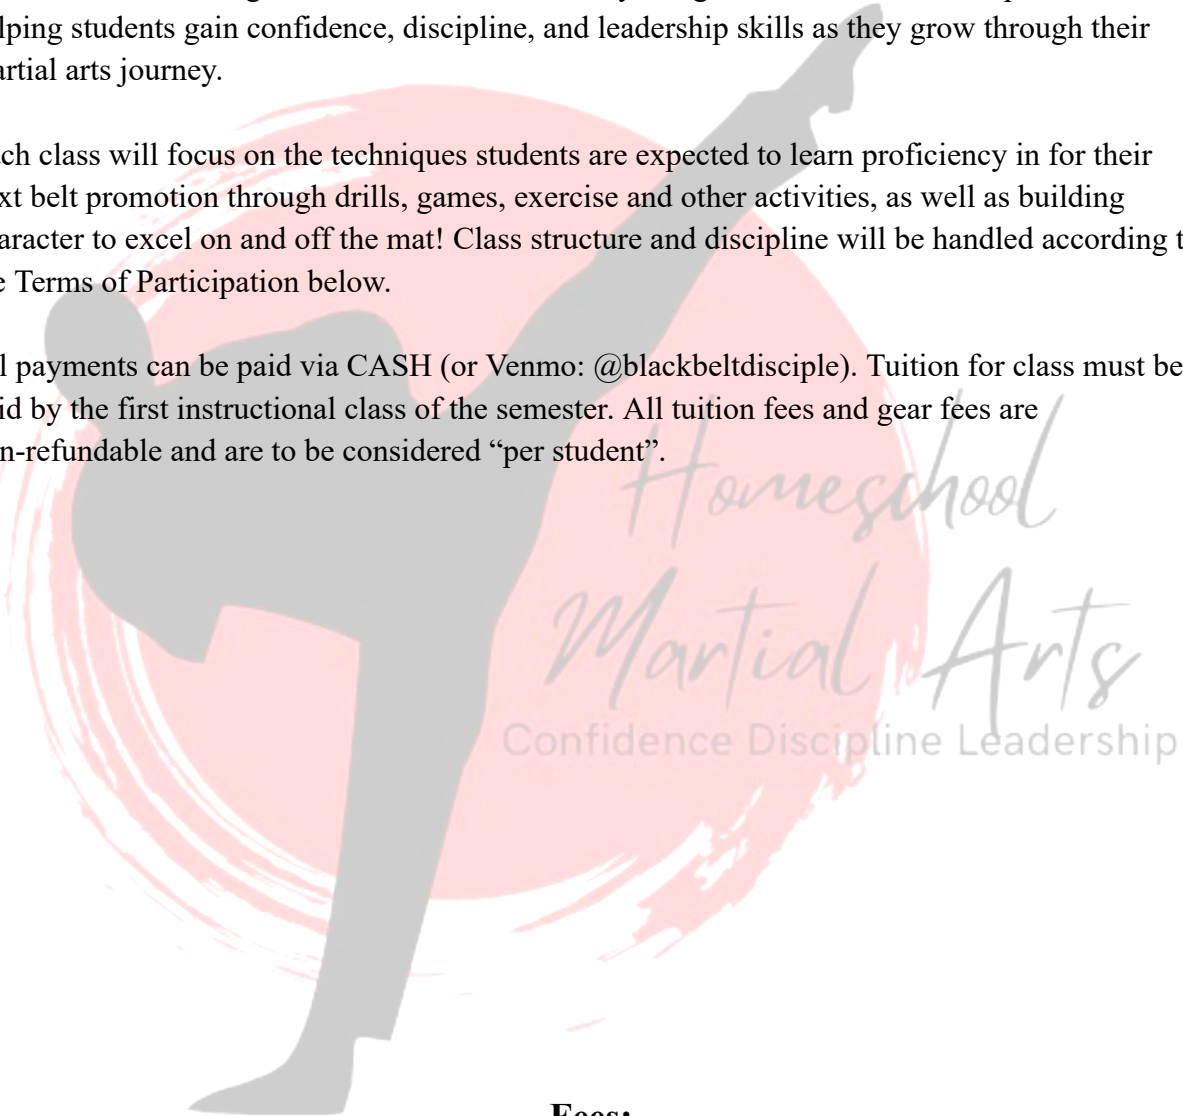 lping students gain confidence, discipline, and leadership skills as they grow through their
artial arts journey.
ch class will focus on the techniques students are expected to learn proficiency in for their
xt belt promotion through drills, games, exercise and other activities, as well as building
aracter to excel on and off the mat! Class structure and discipline will be handled according t
e Terms of Participation below.
l payments can be paid via CASH (or Venmo: @blackbeltdisciple). Tuition for class must be
id by the first instructional class of the semester. All tuition fees and gear fees are
n-refundable and are to be considered “per student”.
Homeschool
Martial Arts
Confidence Discipline Leadership
Fees: